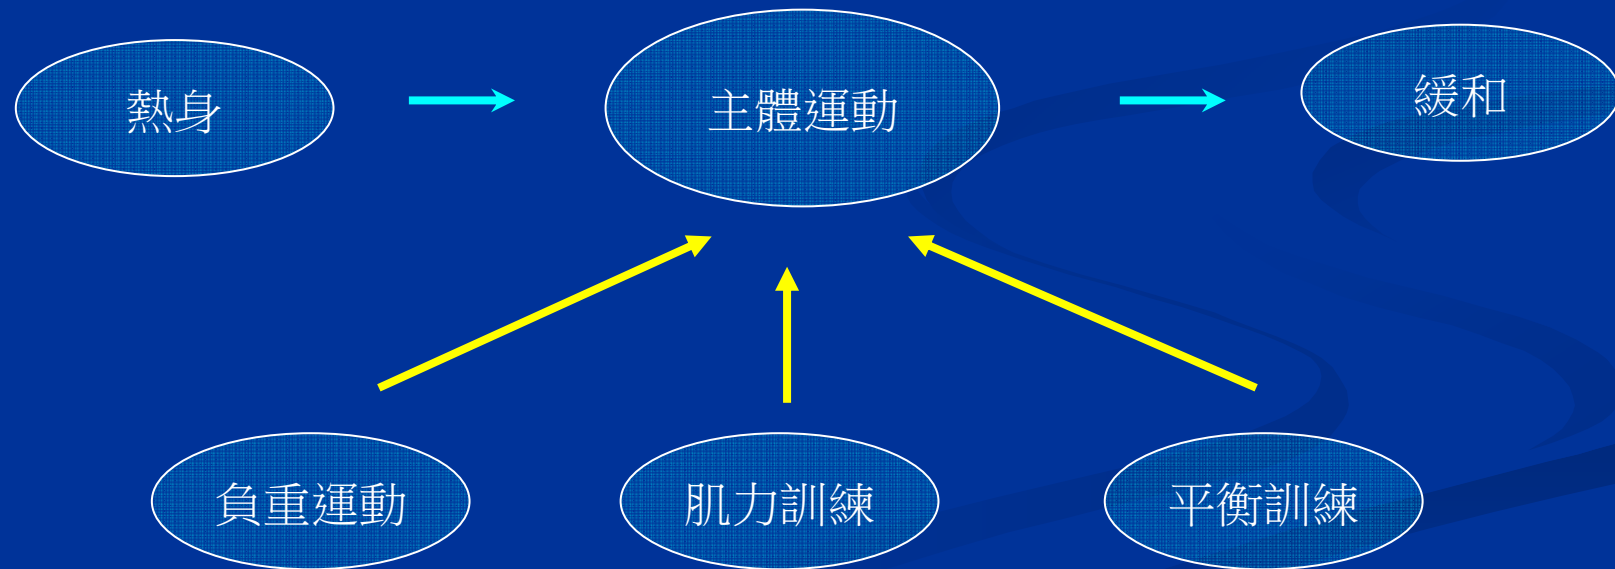 熱身
主體運動
緩和
負重運動
肌力訓練
平衡訓練